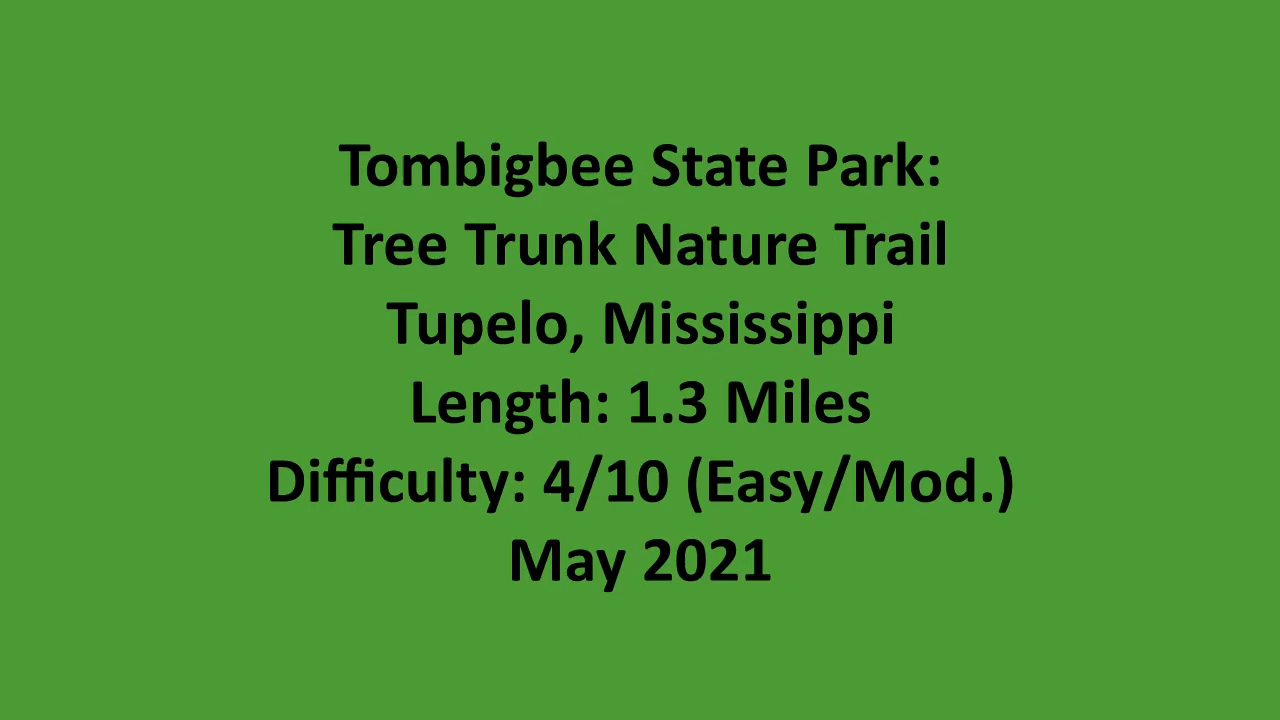 Tombigbee State Park:
Tree Trunk Nature Trail
Tupelo, Mississippi
Length: 1.3 Miles
Difficulty: 4/10 (Easy/Mod.)
May 2021